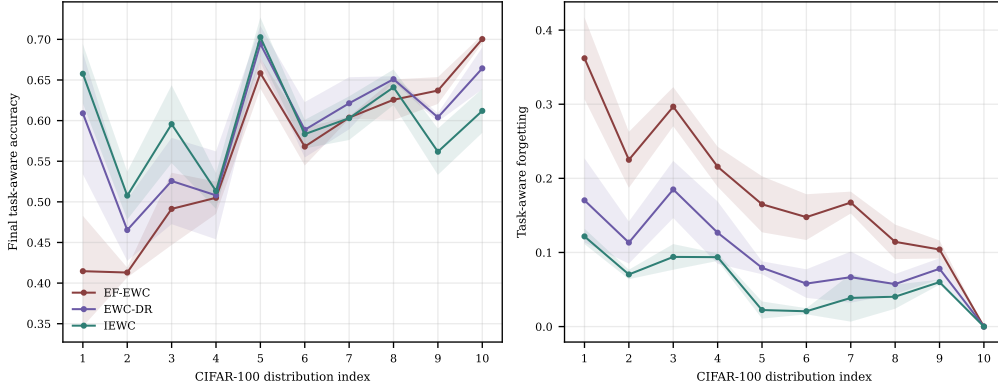 0.70
0.65
0.60
0.55
0.50
0.45
0.40
0.35
Final task-aware accuracy
EF-EWC
EWC-DR
IEWC
1 2 3 4 5 6 7 8 9 10
CIFAR-100 distribution index
0.4
0.3
0.2
0.1
0.0
Task-aware forgetting
1 2 3 4 5 6 7 8 9 10
CIFAR-100 distribution index